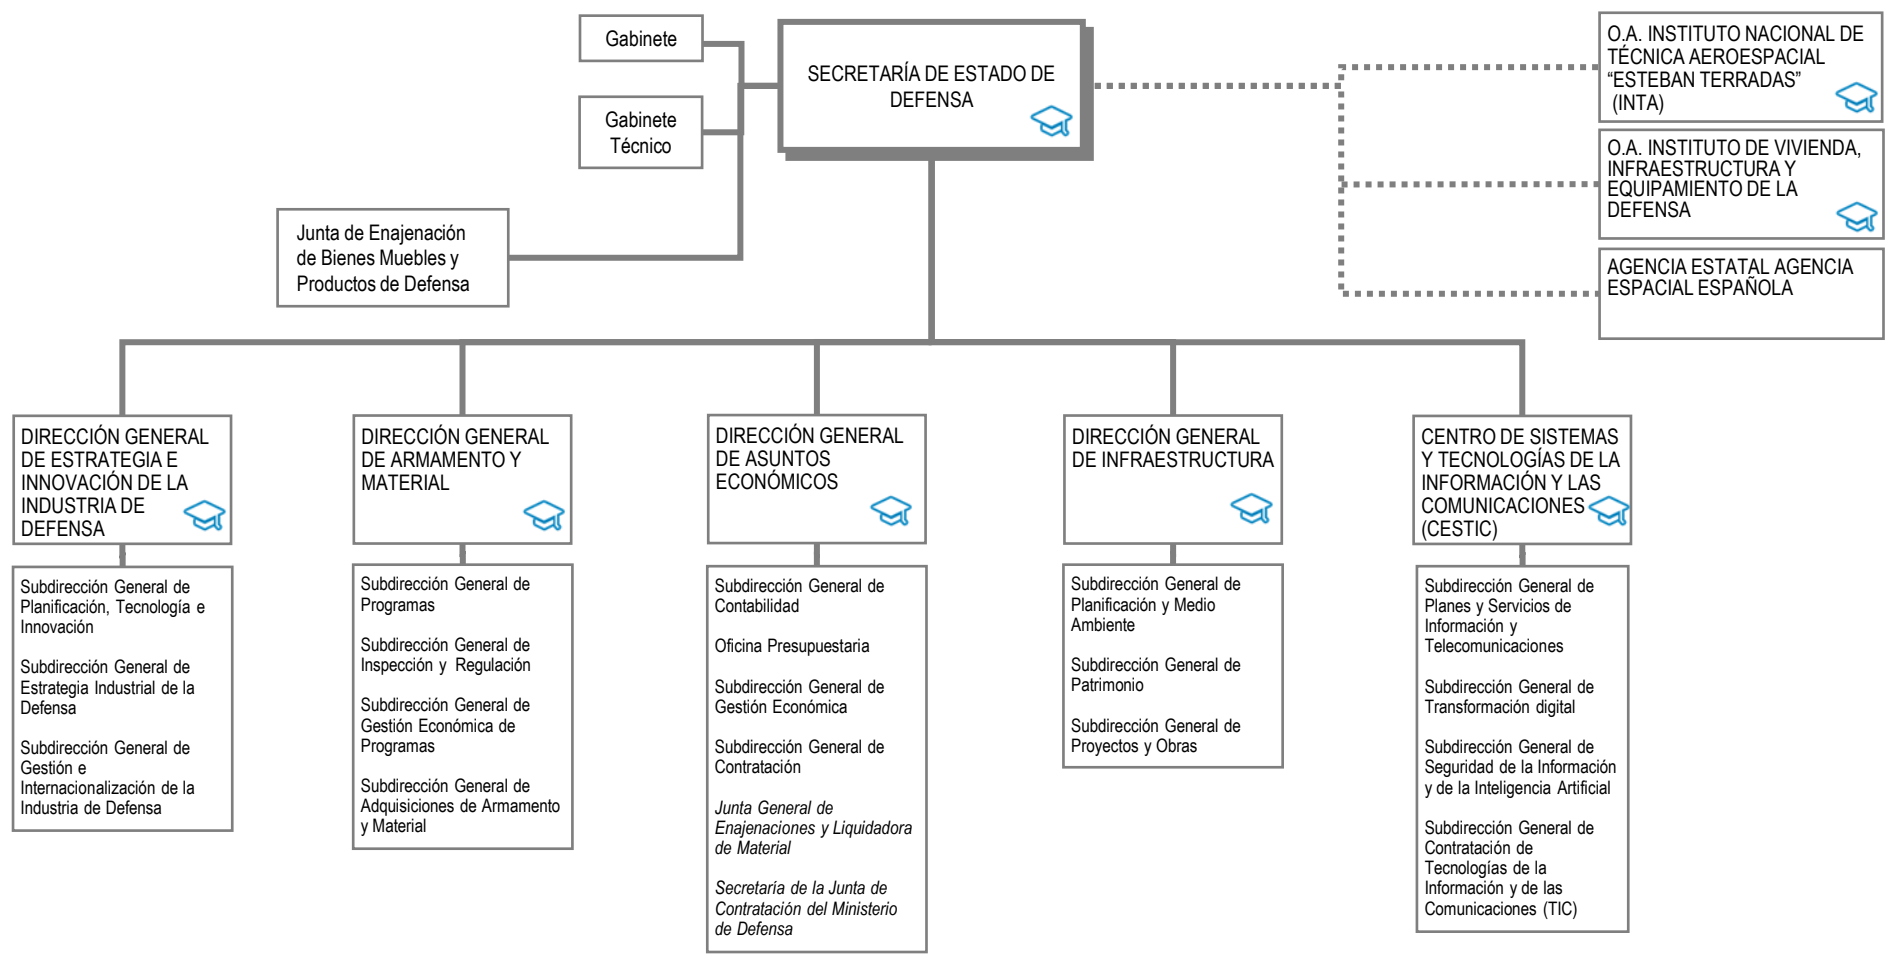 Gabinete
Gabinete
Técnico
Junta de Enajenación
de Bienes Muebles y
Productos de Defensa
SECRETARÍA DE ESTADO DE
DEFENSA
O.A. INSTITUTO NACIONAL DE
TÉCNICA AEROESPACIAL
“ESTEBAN TERRADAS”
(INTA)
O.A. INSTITUTO DE VIVIENDA,
INFRAESTRUCTURA Y
EQUIPAMIENTO DE LA
DEFENSA
AGENCIA ESTATAL AGENCIA
ESPACIAL ESPAÑOLA
DIRECCIÓN GENERAL
DE ESTRATEGIA E
INNOVACIÓN DE LA
INDUSTRIA DE
DEFENSA
Subdirección General de
Planificación, Tecnología e
Innovación
Subdirección General de
Estrategia Industrial de la
Defensa
Subdirección General de
Gestión e
Internacionalización de la
Industria de Defensa
DIRECCIÓN GENERAL
DE ARMAMENTO Y
MATERIAL
Subdirección General de
Programas
Subdirección General de
Inspección y Regulación
Subdirección General de
Gestión Económica de
Programas
Subdirección General de
Adquisiciones de Armamento
y Material
DIRECCIÓN GENERAL
DE ASUNTOS
ECONÓMICOS
Subdirección General de
Contabilidad
Oficina Presupuestaria
Subdirección General de
Gestión Económica
Subdirección General de
Contratación
Junta General de
Enajenaciones y Liquidadora
de Material
Secretaría de la Junta de
Contratación del Ministerio
de Defensa
DIRECCIÓN GENERAL
DE INFRAESTRUCTURA
Subdirección General de
Planificación y Medio
Ambiente
Subdirección General de
Patrimonio
Subdirección General de
Proyectos y Obras
CENTRO DE SISTEMAS
Y TECNOLOGÍAS DE LA
INFORMACIÓN Y LAS
COMUNICACIONES
(CESTIC)
Subdirección General de
Planes y Servicios de
Información y
Telecomunicaciones
Subdirección General de
Transformación digital
Subdirección General de
Seguridad de la Información
y de la Inteligencia Artificial
Subdirección General de
Contratación de
Tecnologías de la
Información y de las
Comunicaciones (TIC)